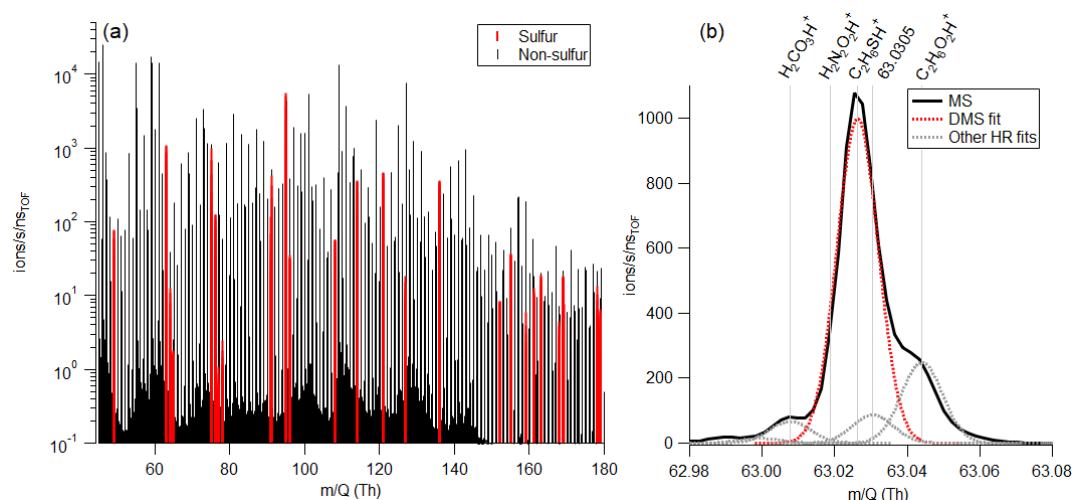 (a)
Sulfur
Non-sulfur
10⁴
10³
10²
10¹
10⁰
10⁻¹
ions/s/ns_TOF
60
80
100
120
140
160
180
m/Q (Th)
(b)
H₂CO₃H⁺
H₂N₂O₂H⁺
C₂H₆SH⁺
63.0305
C₂H₆O₂H⁺
MS
DMS fit
Other HR fits
1000
800
600
400
200
0
ions/s/ns_TOF
62.98
63.00
63.02
63.04
63.06
63.08
m/Q (Th)